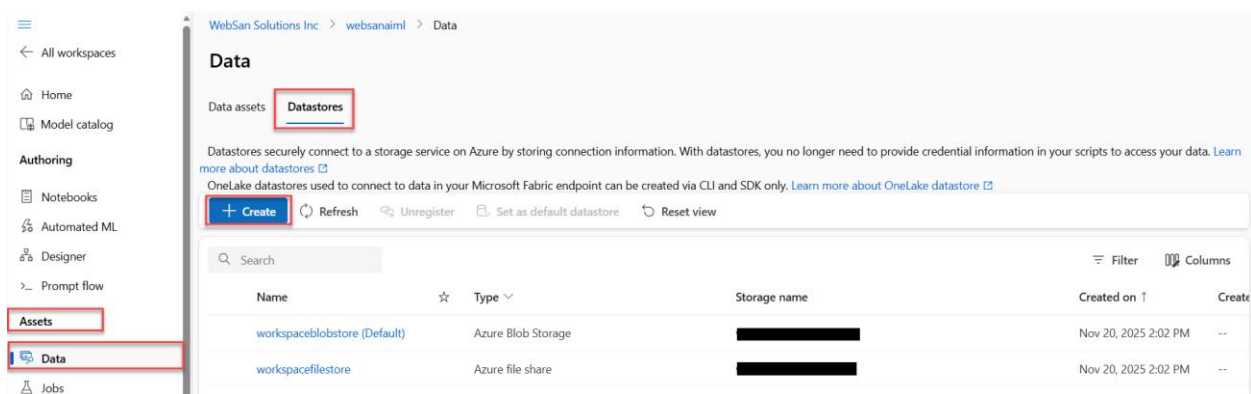 WebSan Solutions Inc > websanaiml > Data
All workspaces
Data
Home
Data assets Datastores
Model catalog
Authoring
Datastores securely connect to a storage service on Azure by storing connection information. With datastores, you no longer need to provide credential information in your scripts to access your data. Learn
more about datastores
OneLake datastores used to connect to data in your Microsoft Fabric endpoint can be created via CLI and SDK only. Learn more about OneLake datastore
Notebooks
+ Create Refresh Unregister Set as default datastore Reset view
Automated ML
Designer
Search Filter Columns
Prompt flow
Name Type Storage name Created on ↑ Create
Assets
workspaceblobstore (Default) Azure Blob Storage Nov 20, 2025 2:02 PM --
Data
workspacefilestore Azure file share Nov 20, 2025 2:02 PM --
Jobs